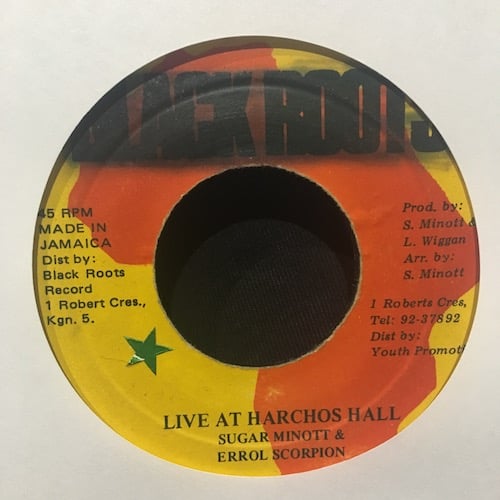 BLACK ROOTS
45 RPM
MADE IN
JAMAICA
Dist by:
Black Roots
Record
1 Robert Cres.,
Kgn. 5.
Prod. by:
S. Minott &
L. Wiggan
Arr. by:
S. Minott
1 Roberts Cres,
Tel: 92-37892
Dist by:
Youth Promoti
LIVE AT HARCHOS HALL
SUGAR MINOTT &
ERROL SCORPION